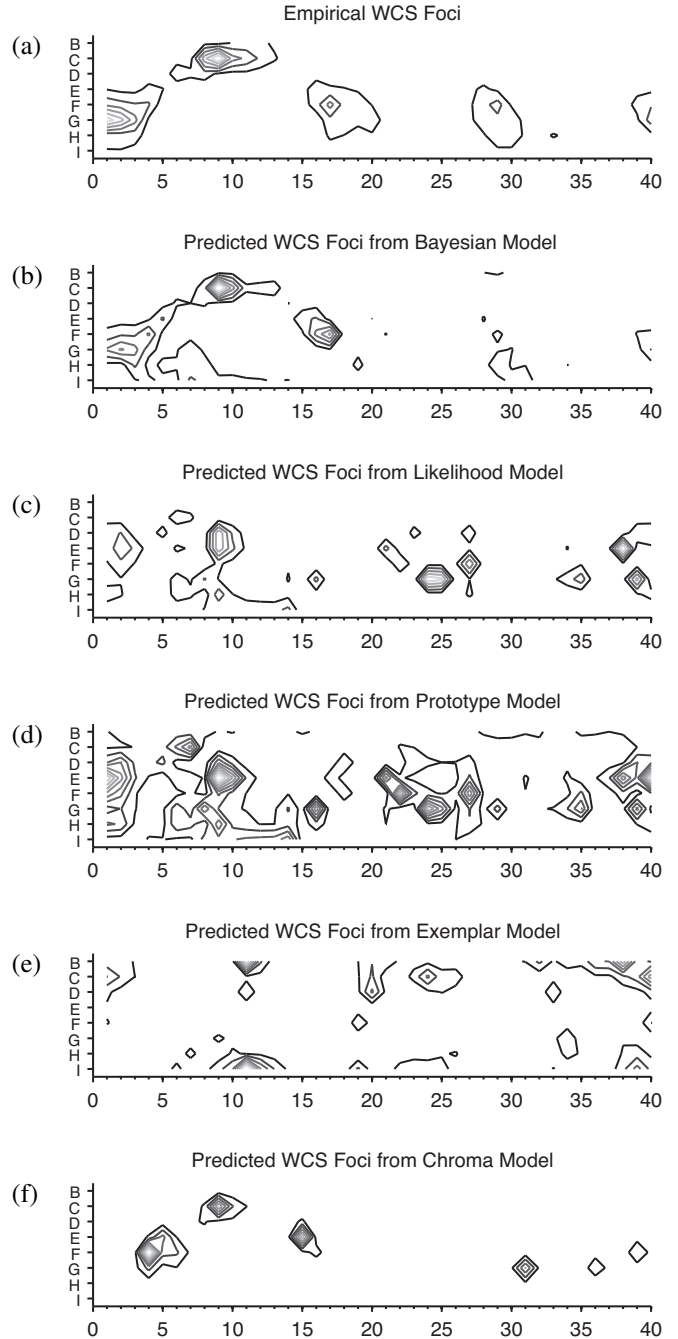 Empirical WCS Foci
(a)
B
C
D
E
F
G
H
I
0 5 10 15 20 25 30 35 40
Predicted WCS Foci from Bayesian Model
(b)
B
C
D
E
F
G
H
I
0 5 10 15 20 25 30 35 40
Predicted WCS Foci from Likelihood Model
(c)
B
C
D
E
F
G
H
I
0 5 10 15 20 25 30 35 40
Predicted WCS Foci from Prototype Model
(d)
B
C
D
E
F
G
H
I
0 5 10 15 20 25 30 35 40
Predicted WCS Foci from Exemplar Model
(e)
B
C
D
E
F
G
H
I
0 5 10 15 20 25 30 35 40
Predicted WCS Foci from Chroma Model
(f)
B
C
D
E
F
G
H
I
0 5 10 15 20 25 30 35 40